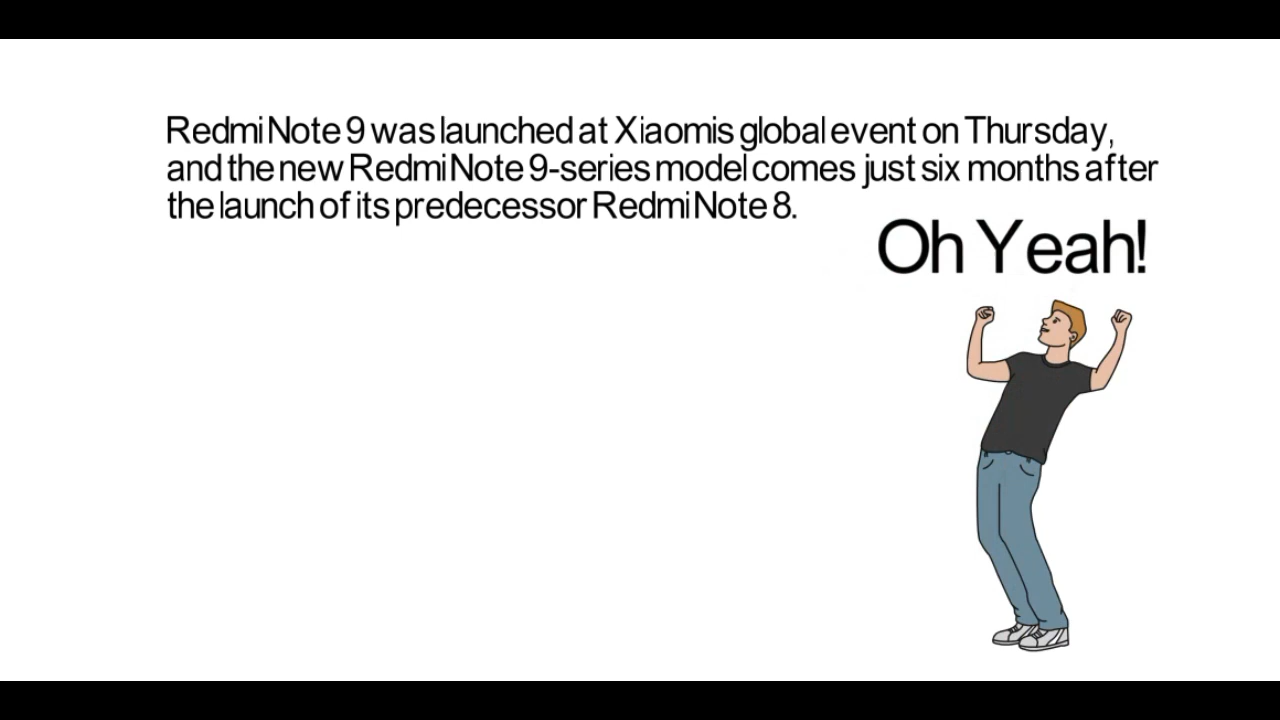 Redmi Note 9 was launched at Xiaomis global event on Thursday,
and the new Redmi Note 9-series model comes just six months after
the launch of its predecessor Redmi Note 8.
Oh Yeah!